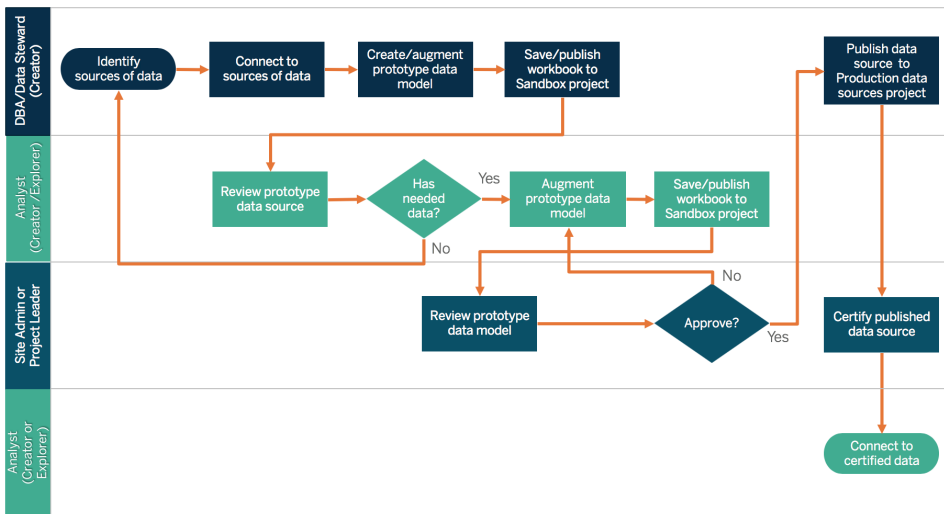 DBA/Data Steward
(Creator)
Identify
sources of data
Connect to
sources of data
Create/augment
prototype data
model
Save/publish
workbook to
Sandbox project
Publish data
source to
Production data
sources project
Analyst
(Creator /Explorer)
Review prototype
data source
Has
needed
data?
Yes
No
Augment
prototype data
model
Save/publish
workbook to
Sandbox project
Site Admin or
Project Leader
Review prototype
data model
Approve?
No
Yes
Certify published
data source
Analyst
(Creator or
Explorer)
Connect to
certified data